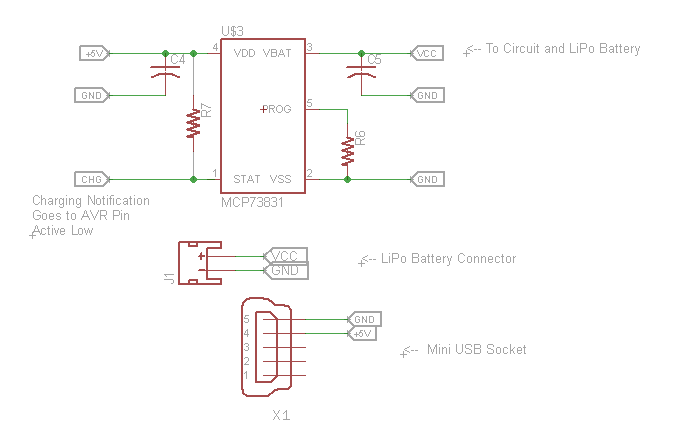 U$3
+5V
C4
4
VDD VBAT
3
C5
VCC
<-- To Circuit and LiPo Battery
GND
GND
R7
PROG
5
R6
CHG
1
STAT VSS
2
GND
MCP73831
Charging Notification
Goes to AVR Pin
Active Low
J1
+
-
VCC
GND
<-- LiPo Battery Connector
5
GND
4
+5V
3
<-- Mini USB Socket
2
1
X1